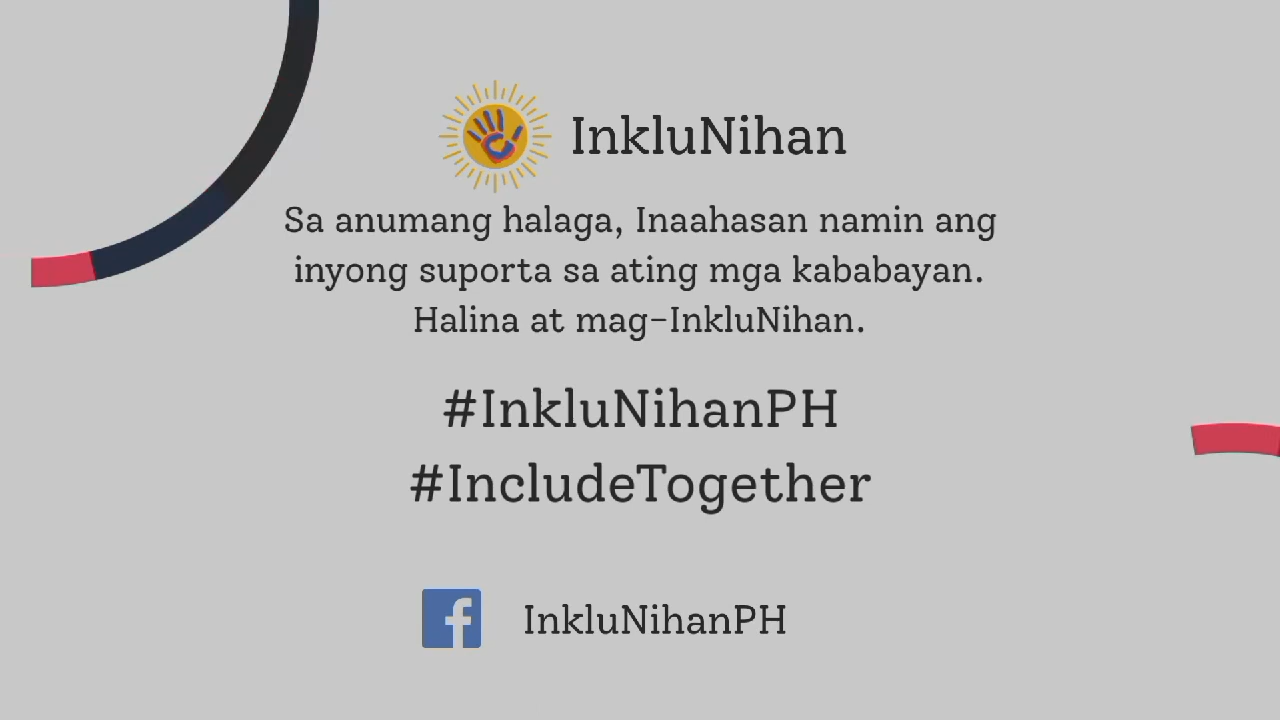 InkluNihan
Sa anumang halaga, Inaahasan namin ang
inyong suporta sa ating mga kababayan.
Halina at mag-InkluNihan.
#InkluNihanPH
#IncludeTogether
InkluNihanPH